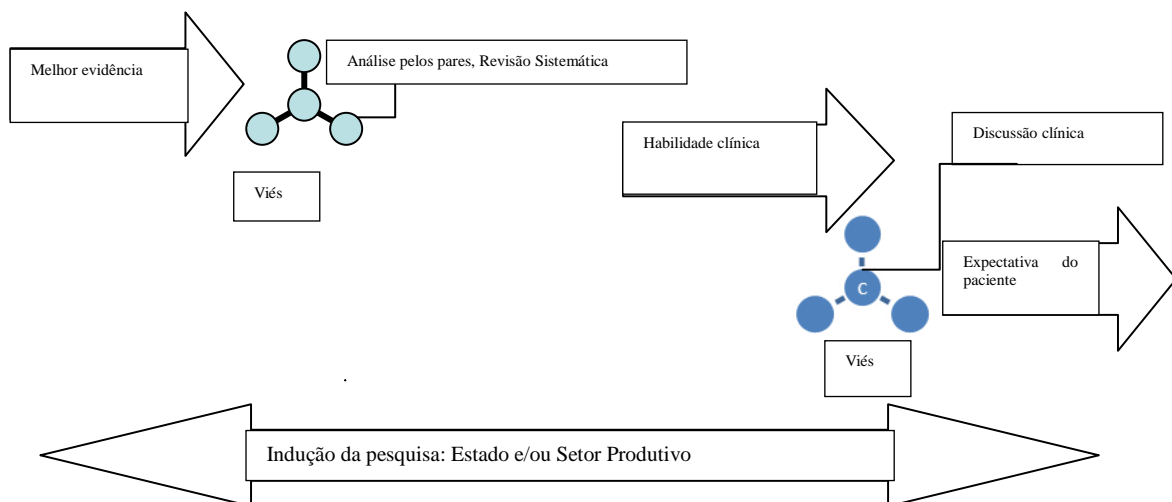 Melhor evidência
Análise pelos pares, Revisão Sistemática
Viés
Habilidade clínica
Discussão clínica
Expectativa do
paciente
C
Viés
.
Indução da pesquisa: Estado e/ou Setor Produtivo